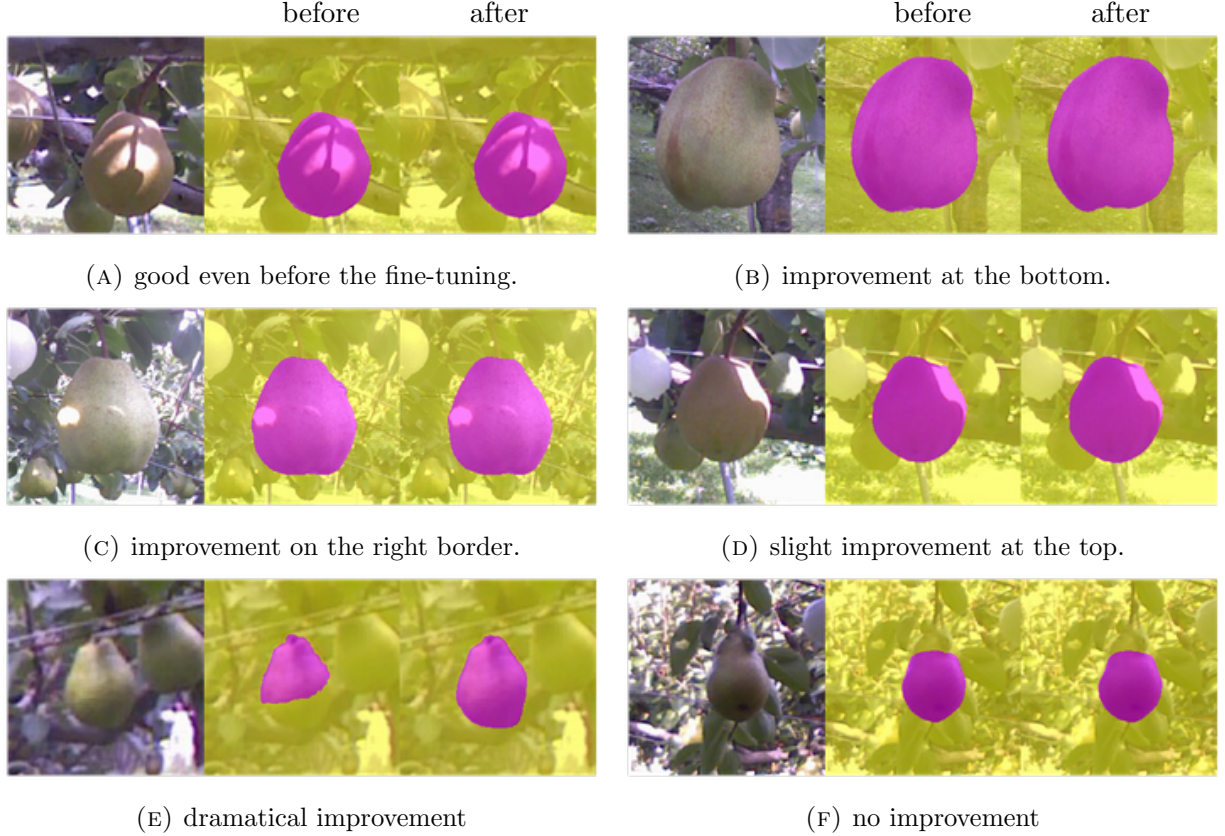 before after before after
(A) good even before the fine-tuning. (B) improvement at the bottom.
(C) improvement on the right border. (D) slight improvement at the top.
(E) dramatical improvement (F) no improvement